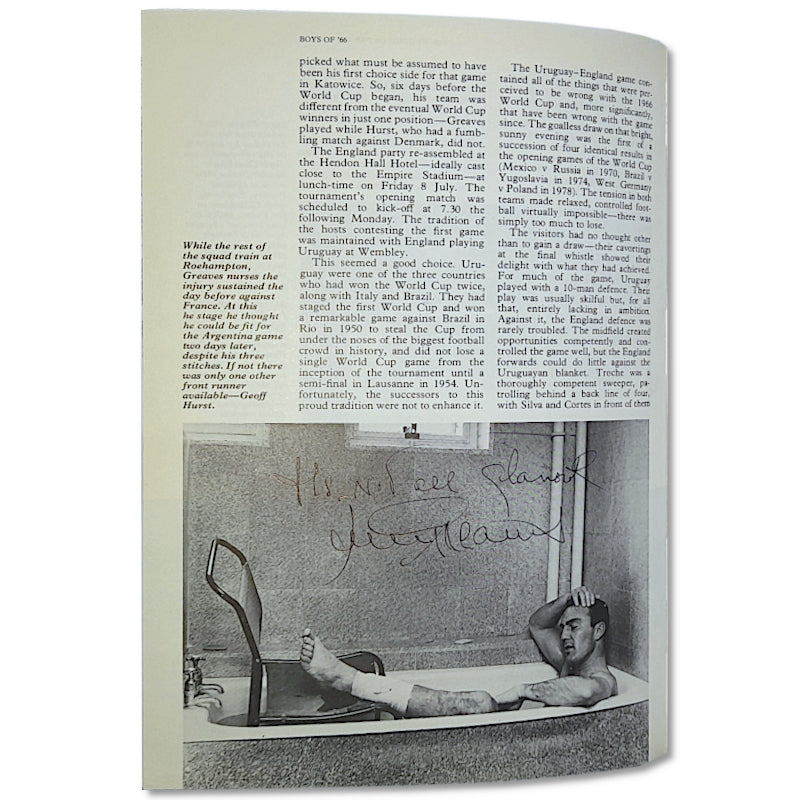 BOYS OF '66
picked what must be assumed to have
been his first choice side for that game
in Katowice. So, six days before the
World Cup began, his team was
different from the eventual World Cup
winners in just one position—Greaves
played while Hurst, who had a fumb-
ling match against Denmark, did not.
The England party re-assembled at
the Hendon Hall Hotel—ideally cast
close to the Empire Stadium—at
lunch-time on Friday 8 July. The
tournament's opening match was
scheduled to kick-off at 7.30 the
following Monday. The tradition of
the hosts contesting the first game
was maintained with England playing
Uruguay at Wembley.
This seemed a good choice. Uru-
guay were one of the three countries
who had won the World Cup twice,
along with Italy and Brazil. They had
staged the first World Cup and won
a remarkable game against Brazil in
Rio in 1950 to steal the Cup from
under the noses of the biggest football
crowd in history, and did not lose a
single World Cup game from the
inception of the tournament until a
semi-final in Lausanne in 1954. Un-
fortunately, the successors to this
proud tradition were not to enhance it.
The Uruguay–England game con-
tained all of the things that were per-
ceived to be wrong with the 1966
World Cup and, more significantly,
that have been wrong with the game
since. The goalless draw on that bright,
sunny evening was the first of a
succession of four identical results in
the opening games of the World Cup
(Mexico v Russia in 1970, Brazil v
Yugoslavia in 1974, West Germany
v Poland in 1978). The tension in both
teams made relaxed, controlled foot-
ball virtually impossible—there was
simply too much to lose.
The visitors had no thought other
than to gain a draw—their cavortings
at the final whistle showed their
delight with what they had achieved.
For much of the game, Uruguay
played with a 10-man defence. Their
play was usually skilful but, for all
that, entirely lacking in ambition.
Against it, the England defence was
rarely troubled. The midfield created
opportunities competently and con-
trolled the game well, but the England
forwards could do little against the
Uruguayan blanket. Troche was a
thoroughly competent sweeper, pa-
trolling behind a back line of four,
with Silva and Cortes in front of them
While the rest of
the squad train at
Roehampton,
Greaves nurses the
injury sustained the
day before against
France. At this
he stage he thought
he could be fit for
the Argentina game
two days later,
despite his three
stitches. If not there
was only one other
front runner
available—Geoff
Hurst.
It's Not all Glamour
Jimmy Greaves